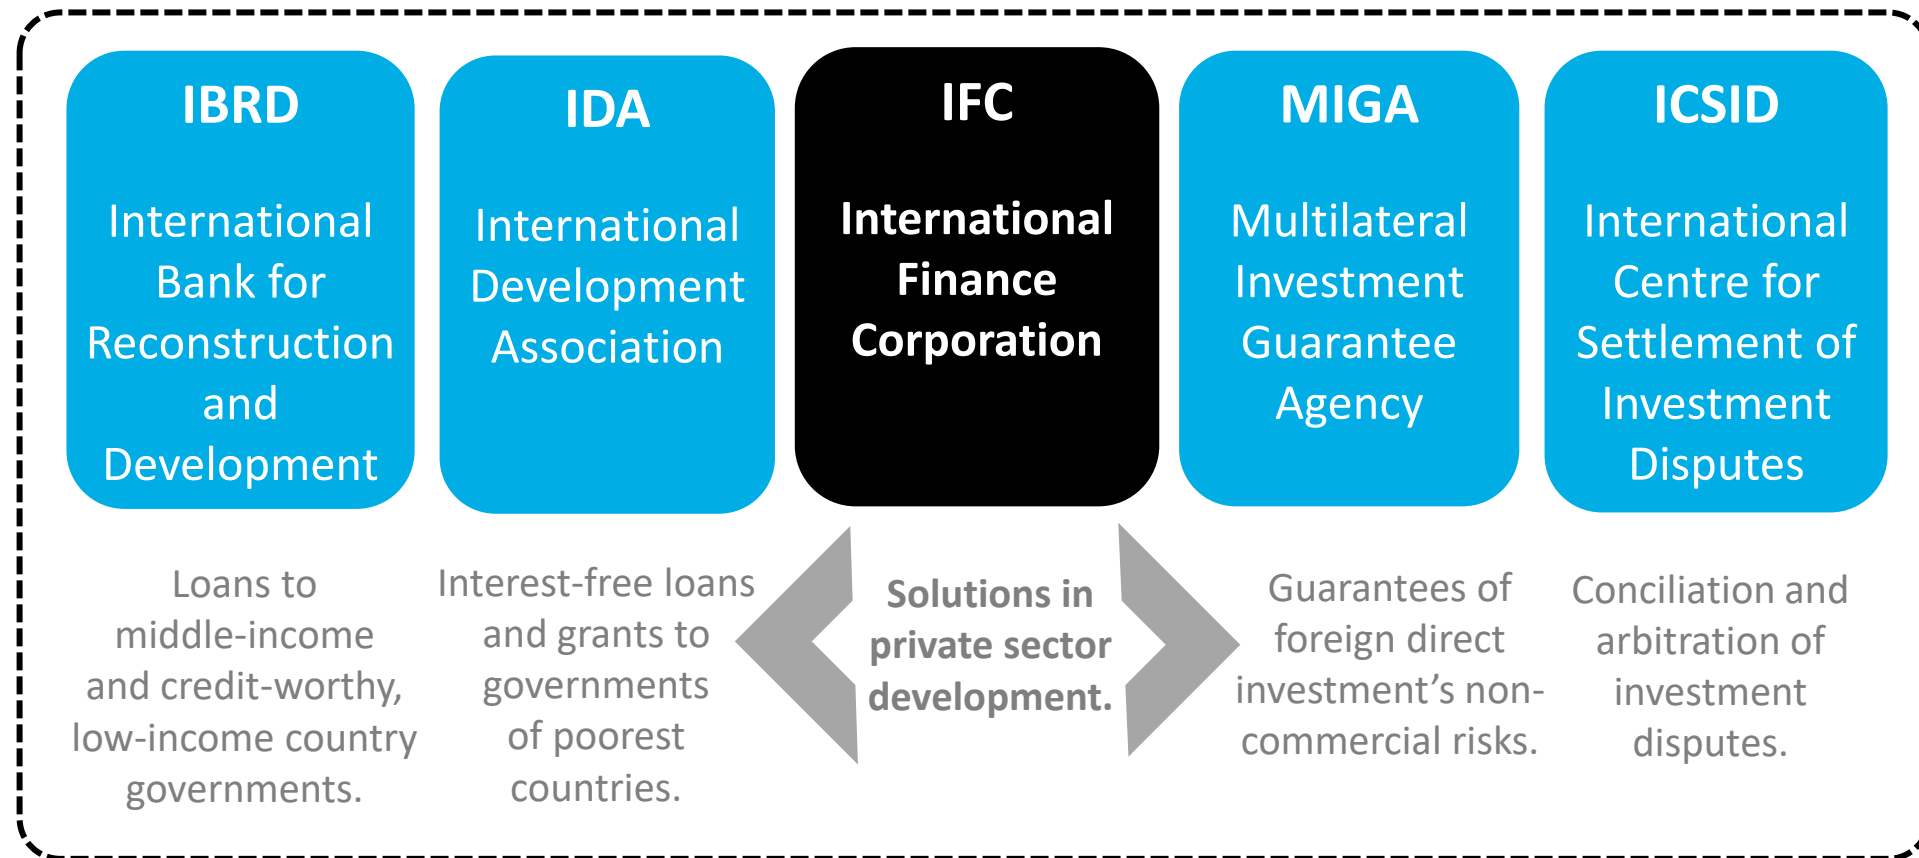 IBRD
International
Bank for
Reconstruction
and
Development
Loans to
middle-income
and credit-worthy,
low-income country
governments.
IDA
International
Development
Association
Interest-free loans
and grants to
governments
of poorest
countries.
IFC
International
Finance
Corporation
Solutions in
private sector
development.
MIGA
Multilateral
Investment
Guarantee
Agency
Guarantees of
foreign direct
investment’s non-
commercial risks.
ICSID
International
Centre for
Settlement of
Investment
Disputes
Conciliation and
arbitration of
investment
disputes.